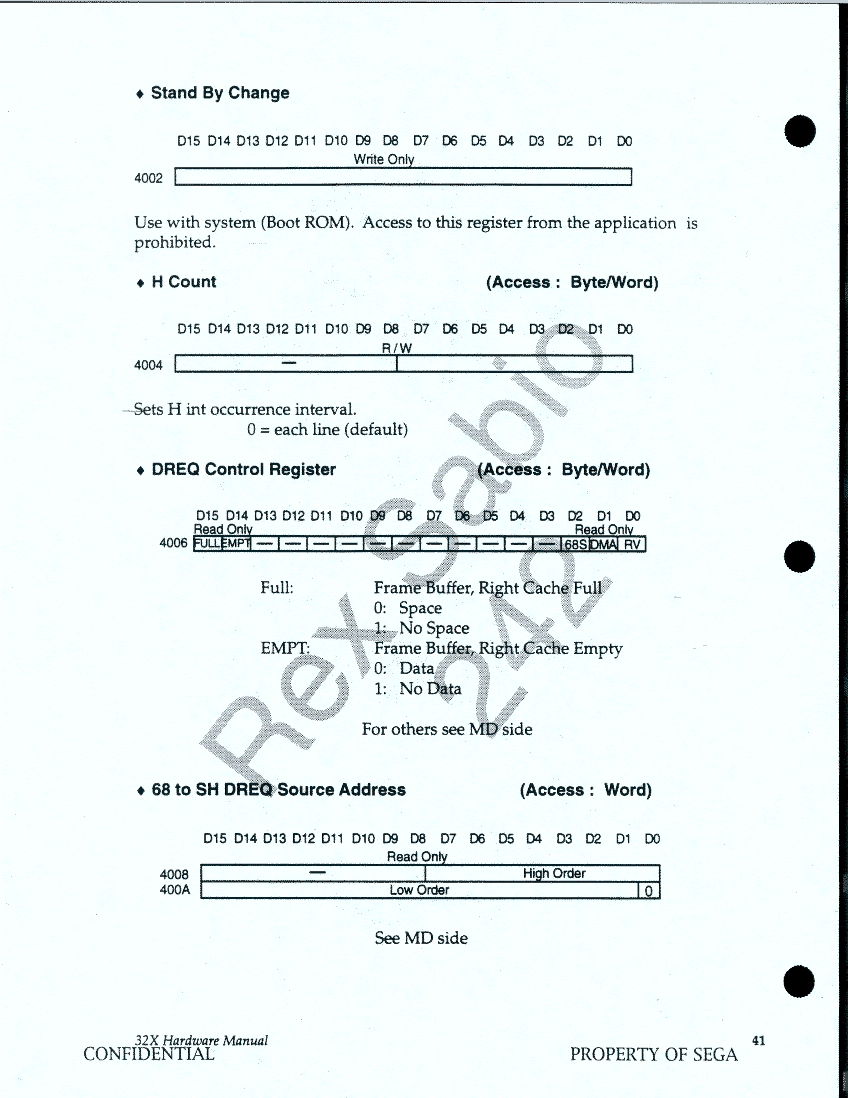 ♦ Stand By Change
D15 D14 D13 D12 D11 D10 D9 D8 D7 D6 D5 D4 D3 D2 D1 D0
Write Only
4002
Use with system (Boot ROM). Access to this register from the application is
prohibited.
♦ H Count (Access : Byte/Word)
D15 D14 D13 D12 D11 D10 D9 D8 D7 D6 D5 D4 D3 D2 D1 D0
R/W
4004 —
Sets H int occurrence interval.
0 = each line (default)
♦ DREQ Control Register (Access : Byte/Word)
D15 D14 D13 D12 D11 D10 D9 D8 D7 D6 D5 D4 D3 D2 D1 D0
Read Only Read Only
4006 FULL EMPT — — — — — — — — — — — 68S DMA RV
Full: Frame Buffer, Right Cache Full
0: Space
1: No Space
EMPT: Frame Buffer, Right Cache Empty
0: Data
1: No Data
For others see MD side
♦ 68 to SH DREQ Source Address (Access : Word)
D15 D14 D13 D12 D11 D10 D9 D8 D7 D6 D5 D4 D3 D2 D1 D0
Read Only
4008 — High Order
400A Low Order 0
See MD side
32X Hardware Manual 41
CONFIDENTIAL PROPERTY OF SEGA
Rex Sabio
242